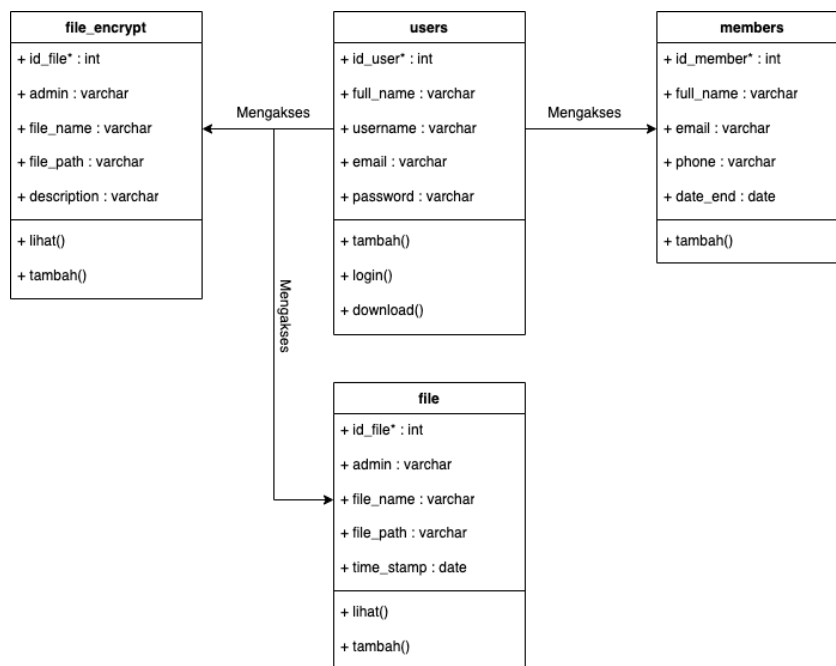 file_encrypt
+ id_file* : int
+ admin : varchar
+ file_name : varchar
+ file_path : varchar
+ description : varchar
+ lihat()
+ tambah()
Mengakses
users
+ id_user* : int
+ full_name : varchar
+ username : varchar
+ email : varchar
+ password : varchar
+ tambah()
+ login()
+ download()
Mengakses
members
+ id_member* : int
+ full_name : varchar
+ email : varchar
+ phone : varchar
+ date_end : date
+ tambah()
Mengakses
file
+ id_file* : int
+ admin : varchar
+ file_name : varchar
+ file_path : varchar
+ time_stamp : date
+ lihat()
+ tambah()